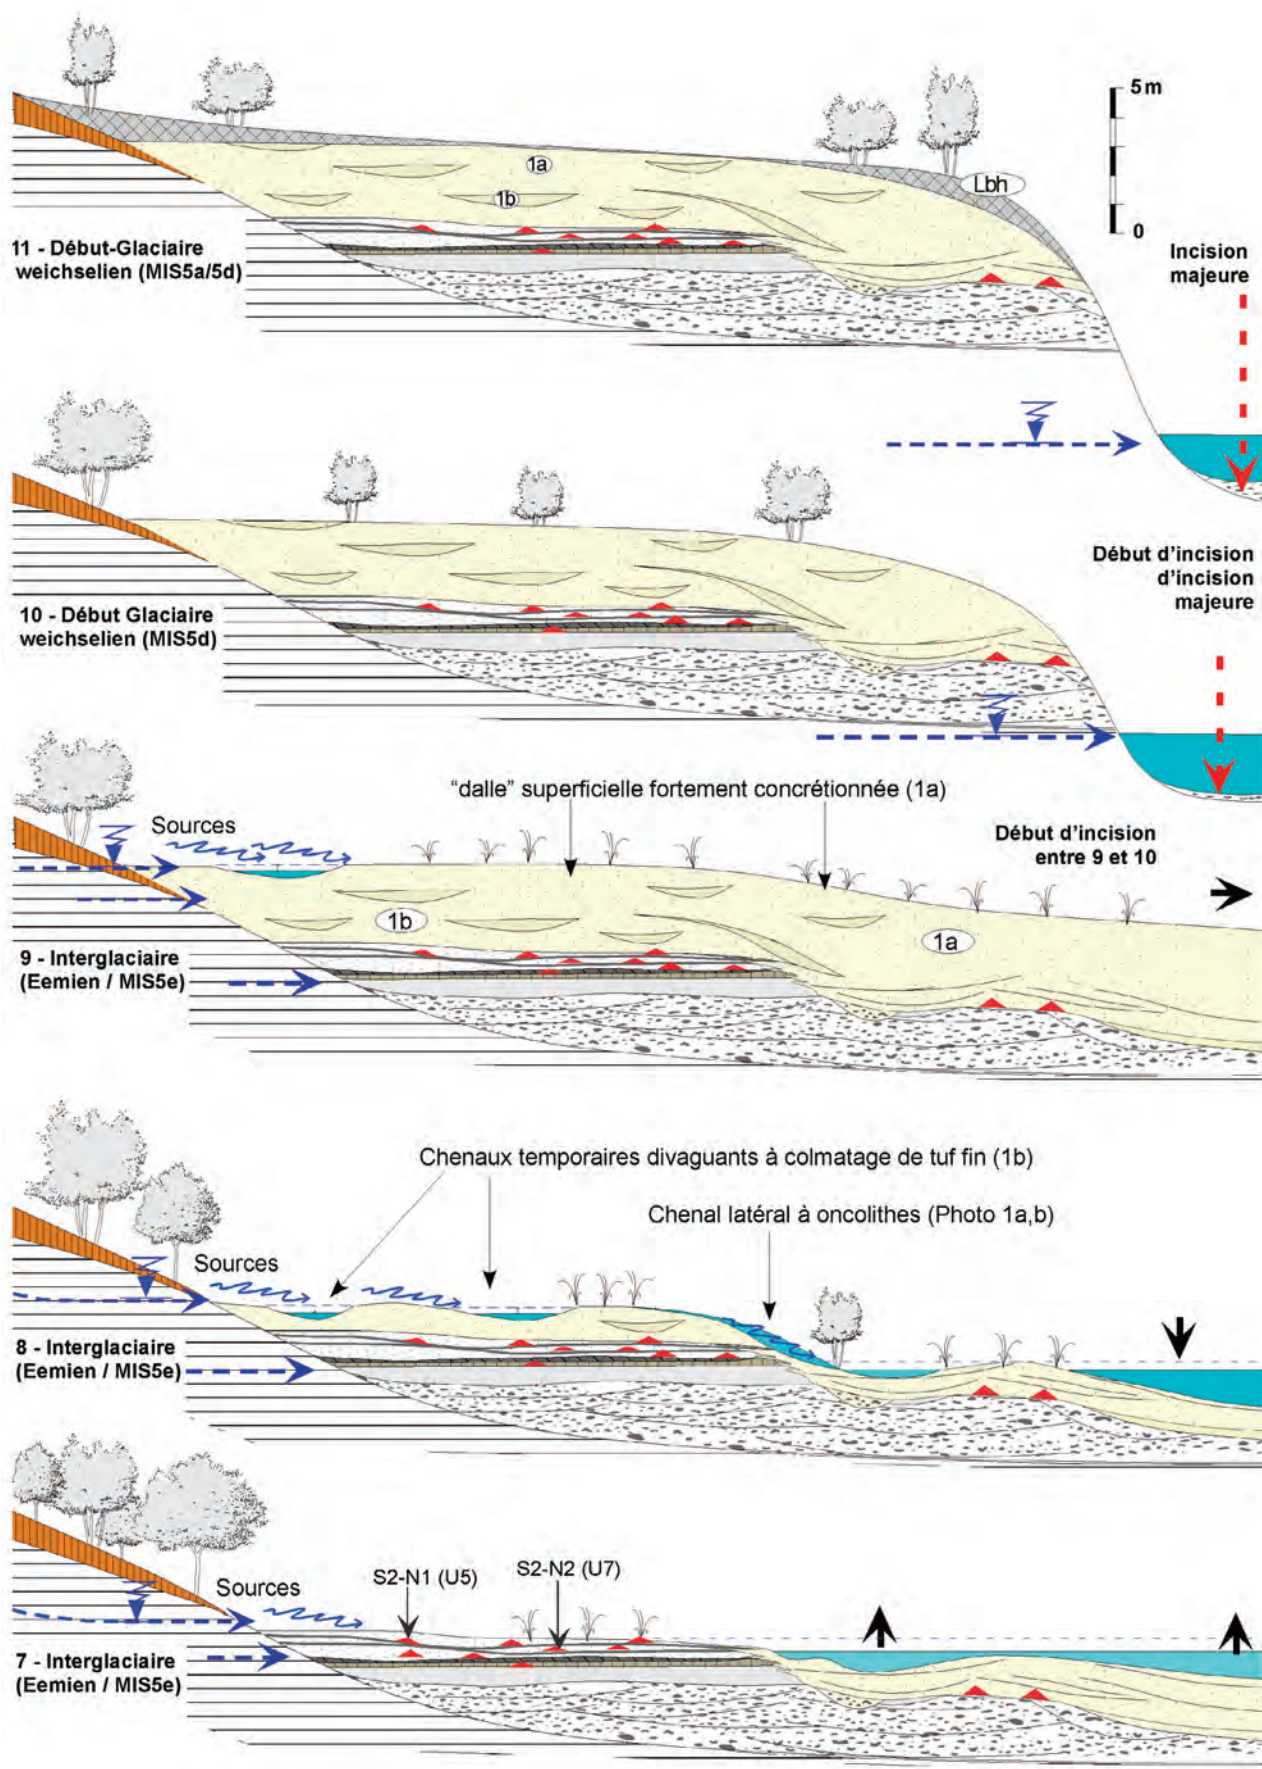 5 m
1a
Lbh
1b
0
11 - Début-Glaciaire
weichselien (MIS5a/5d)
Incision
majeure
Début d'incision
d'incision
majeure
10 - Début Glaciaire
weichselien (MIS5d)
"dalle" superficielle fortement concrétionnée (1a)
Sources
Début d'incision
entre 9 et 10
1b
1a
9 - Interglaciaire
(Eemien / MIS5e)
Chenaux temporaires divaguants à colmatage de tuf fin (1b)
Chenal latéral à oncolithes (Photo 1a,b)
Sources
8 - Interglaciaire
(Eemien / MIS5e)
S2-N1 (U5)
S2-N2 (U7)
Sources
7 - Interglaciaire
(Eemien / MIS5e)